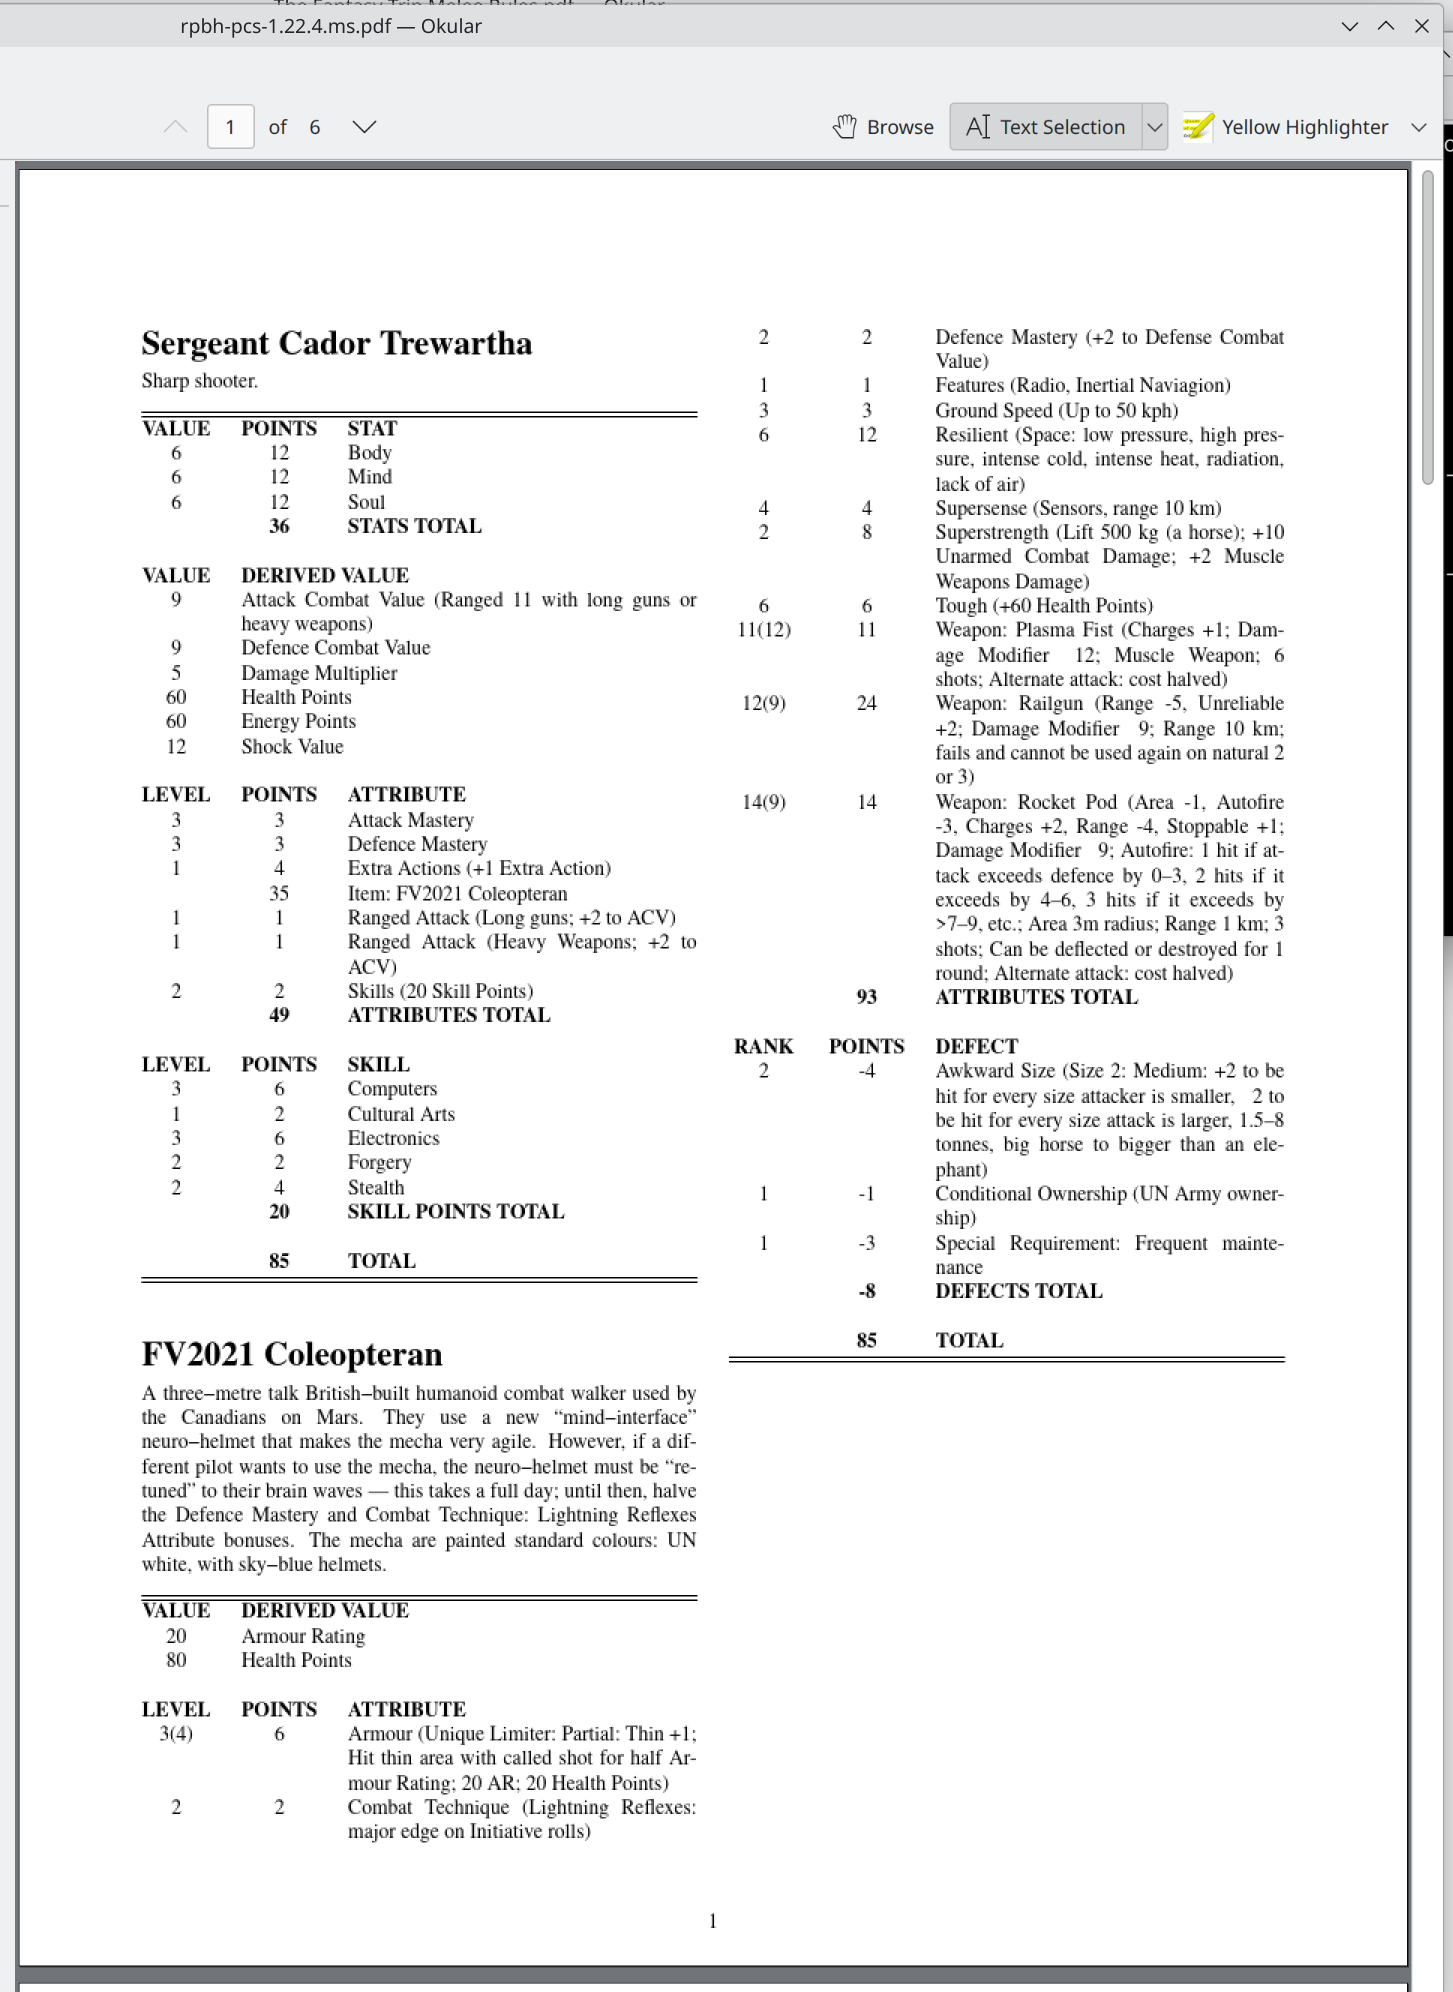 rpbh-pcs-1.22.4.ms.pdf — Okular
1 of 6
Browse
Text Selection
Yellow Highlighter
Sergeant Cador Trewartha
Sharp shooter.
VALUE POINTS STAT
6 12 Body
6 12 Mind
6 12 Soul
36 STATS TOTAL
VALUE DERIVED VALUE
9 Attack Combat Value (Ranged 11 with long guns or
heavy weapons)
9 Defence Combat Value
5 Damage Multiplier
60 Health Points
60 Energy Points
12 Shock Value
LEVEL POINTS ATTRIBUTE
3 3 Attack Mastery
3 3 Defence Mastery
1 4 Extra Actions (+1 Extra Action)
35 Item: FV2021 Coleopteran
1 1 Ranged Attack (Long guns; +2 to ACV)
1 1 Ranged Attack (Heavy Weapons; +2 to
ACV)
2 2 Skills (20 Skill Points)
49 ATTRIBUTES TOTAL
LEVEL POINTS SKILL
3 6 Computers
1 2 Cultural Arts
3 6 Electronics
2 2 Forgery
2 4 Stealth
20 SKILL POINTS TOTAL
85 TOTAL
FV2021 Coleopteran
A three–metre talk British–built humanoid combat walker used by
the Canadians on Mars. They use a new “mind–interface”
neuro–helmet that makes the mecha very agile. However, if a dif-
ferent pilot wants to use the mecha, the neuro–helmet must be “re-
tuned” to their brain waves — this takes a full day; until then, halve
the Defence Mastery and Combat Technique: Lightning Reflexes
Attribute bonuses. The mecha are painted standard colours: UN
white, with sky–blue helmets.
VALUE DERIVED VALUE
20 Armour Rating
80 Health Points
LEVEL POINTS ATTRIBUTE
3(4) 6 Armour (Unique Limiter: Partial: Thin +1;
Hit thin area with called shot for half Ar-
mour Rating; 20 AR; 20 Health Points)
2 2 Combat Technique (Lightning Reflexes:
major edge on Initiative rolls)
2 2 Defence Mastery (+2 to Defense Combat
Value)
1 1 Features (Radio, Inertial Naviagion)
3 3 Ground Speed (Up to 50 kph)
6 12 Resilient (Space: low pressure, high pres-
sure, intense cold, intense heat, radiation,
lack of air)
4 4 Supersense (Sensors, range 10 km)
2 8 Superstrength (Lift 500 kg (a horse); +10
Unarmed Combat Damage; +2 Muscle
Weapons Damage)
6 6 Tough (+60 Health Points)
11(12) 11 Weapon: Plasma Fist (Charges +1; Dam-
age Modifier 12; Muscle Weapon; 6
shots; Alternate attack: cost halved)
12(9) 24 Weapon: Railgun (Range -5, Unreliable
+2; Damage Modifier 9; Range 10 km;
fails and cannot be used again on natural 2
or 3)
14(9) 14 Weapon: Rocket Pod (Area -1, Autofire
-3, Charges +2, Range -4, Stoppable +1;
Damage Modifier 9; Autofire: 1 hit if at-
tack exceeds defence by 0–3, 2 hits if it
exceeds by 4–6, 3 hits if it exceeds by
>7–9, etc.; Area 3m radius; Range 1 km; 3
shots; Can be deflected or destroyed for 1
round; Alternate attack: cost halved)
93 ATTRIBUTES TOTAL
RANK POINTS DEFECT
2 -4 Awkward Size (Size 2: Medium: +2 to be
hit for every size attacker is smaller, 2 to
be hit for every size attack is larger, 1.5–8
tonnes, big horse to bigger than an ele-
phant)
1 -1 Conditional Ownership (UN Army owner-
ship)
1 -3 Special Requirement: Frequent mainte-
nance
-8 DEFECTS TOTAL
85 TOTAL
1